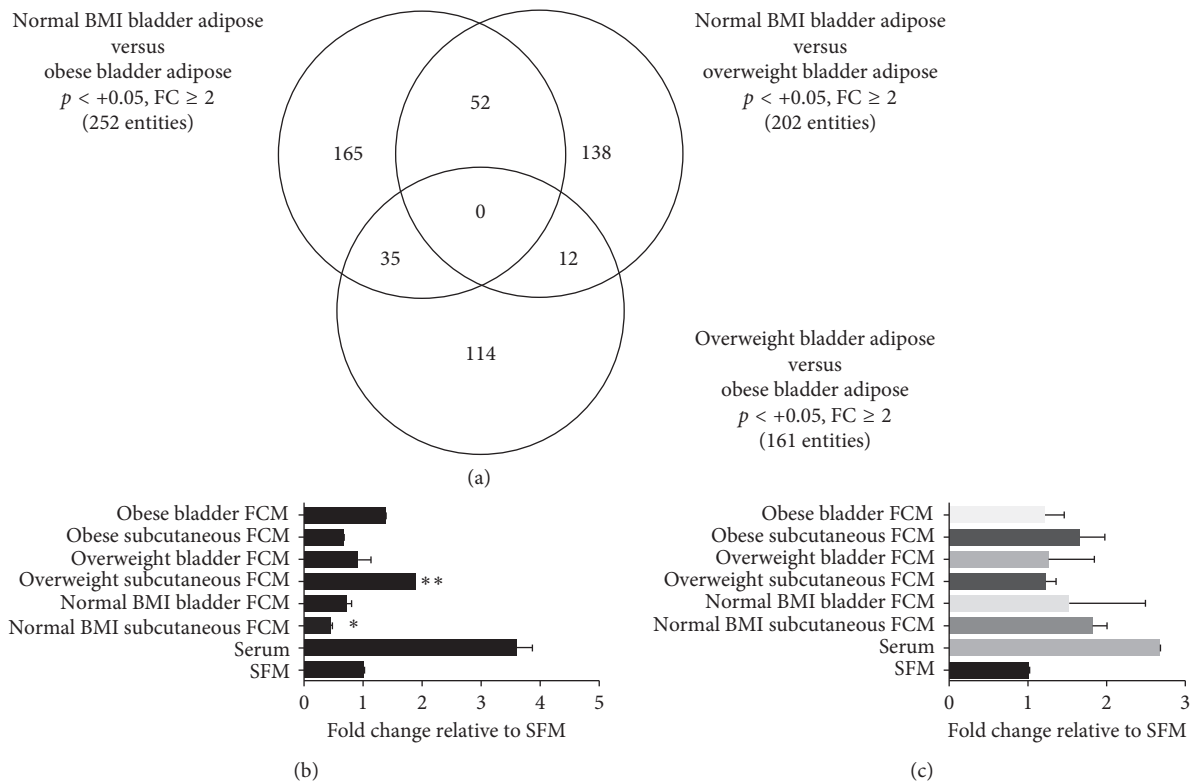 Normal BMI bladder adipose
versus
obese bladder adipose
p < +0.05, FC ≥ 2
(252 entities)
Normal BMI bladder adipose
versus
overweight bladder adipose
p < +0.05, FC ≥ 2
(202 entities)
52
165
138
0
35
12
114
Overweight bladder adipose
versus
obese bladder adipose
p < +0.05, FC ≥ 2
(161 entities)
(a)
Obese bladder FCM
Obese subcutaneous FCM
Overweight bladder FCM
Overweight subcutaneous FCM
**
Normal BMI bladder FCM
Normal BMI subcutaneous FCM
*
Serum
SFM
0 1 2 3 4 5
Fold change relative to SFM
(b)
Obese bladder FCM
Obese subcutaneous FCM
Overweight bladder FCM
Overweight subcutaneous FCM
Normal BMI bladder FCM
Normal BMI subcutaneous FCM
Serum
SFM
0 1 2 3
Fold change relative to SFM
(c)